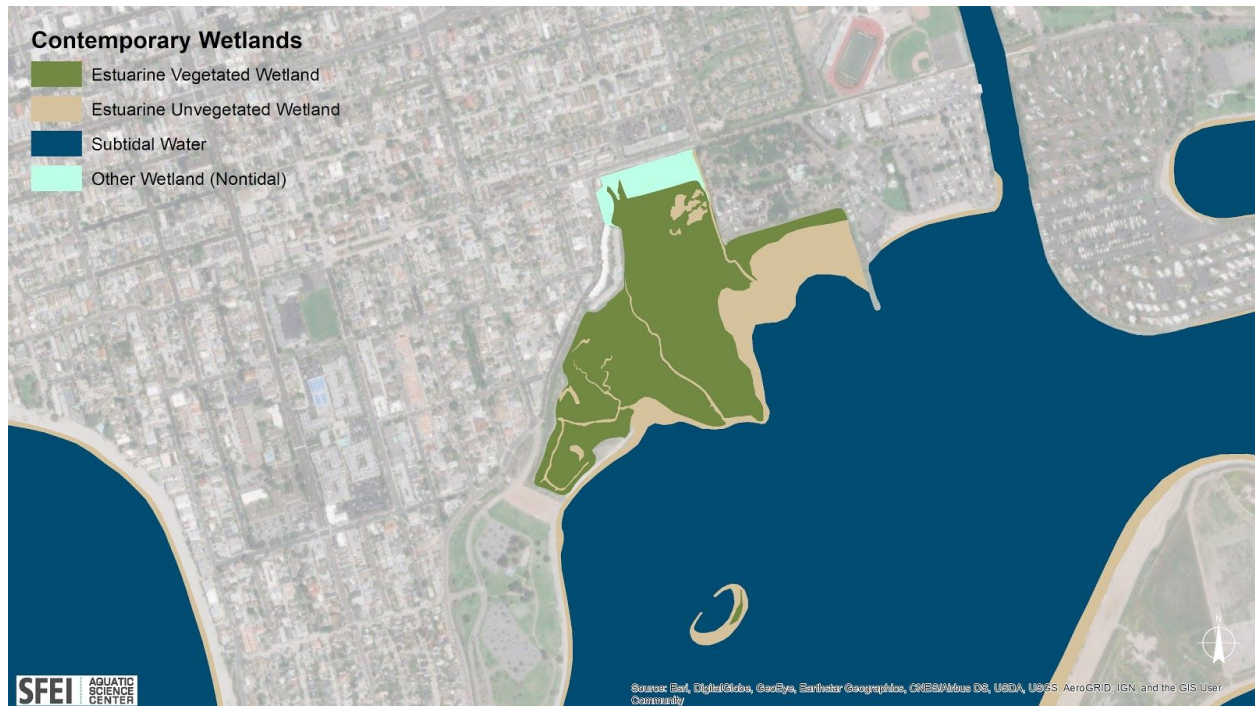 Contemporary Wetlands
Estuarine Vegetated Wetland
Estuarine Unvegetated Wetland
Subtidal Water
Other Wetland (Nontidal)
N
SFEI AQUATIC
SCIENCE
CENTER
Source: Esri, DigitalGlobe, GeoEye, Earthstar Geographics, CNES/Airbus DS, USDA, USGS, AeroGRID, IGN, and the GIS User
Community